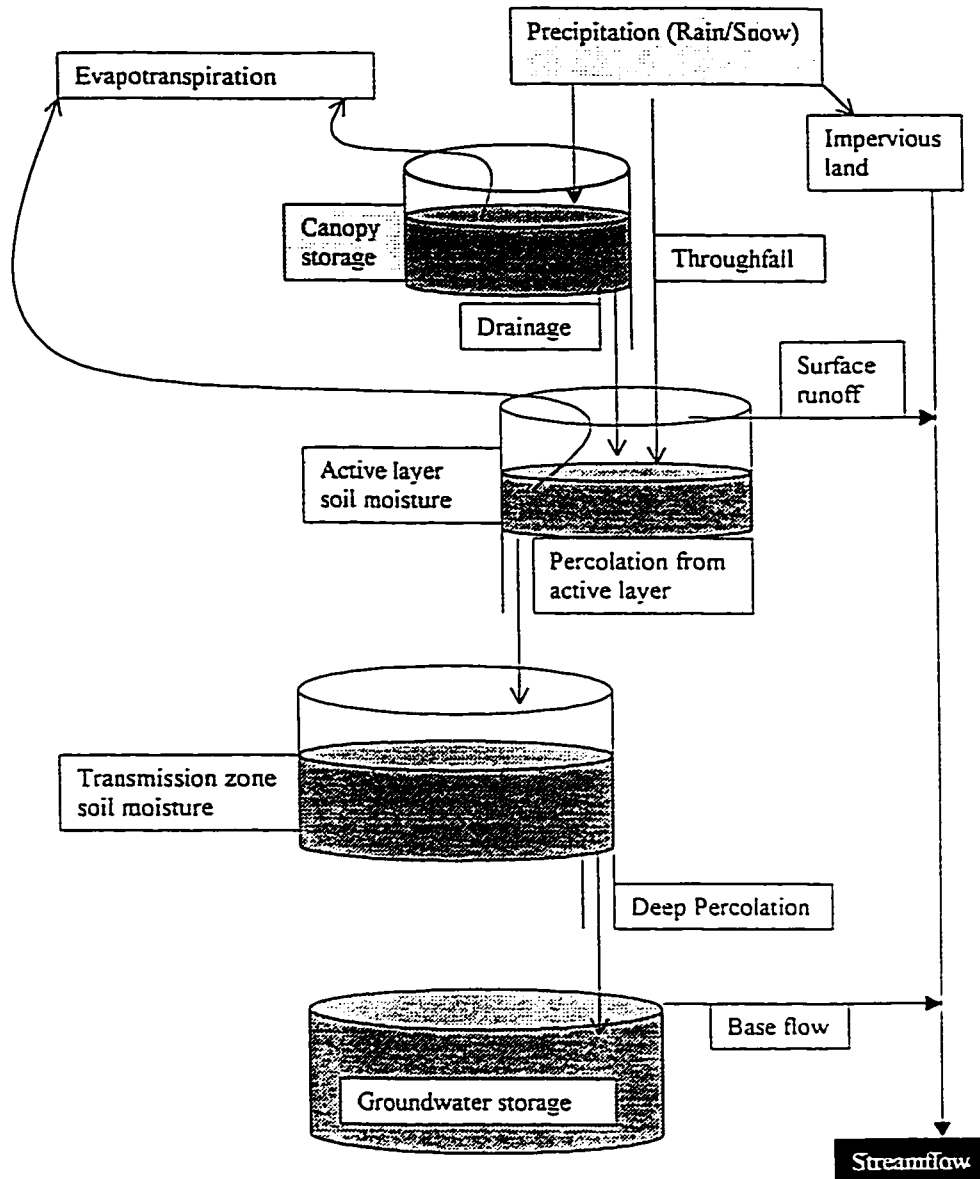 Precipitation (Rain/Snow)
Evapotranspiration
Impervious
land
Canopy
storage
Throughfall
Drainage
Surface
runoff
Active layer
soil moisture
Percolation from
active layer
Transmission zone
soil moisture
Deep Percolation
Base flow
Groundwater storage
Streamflow